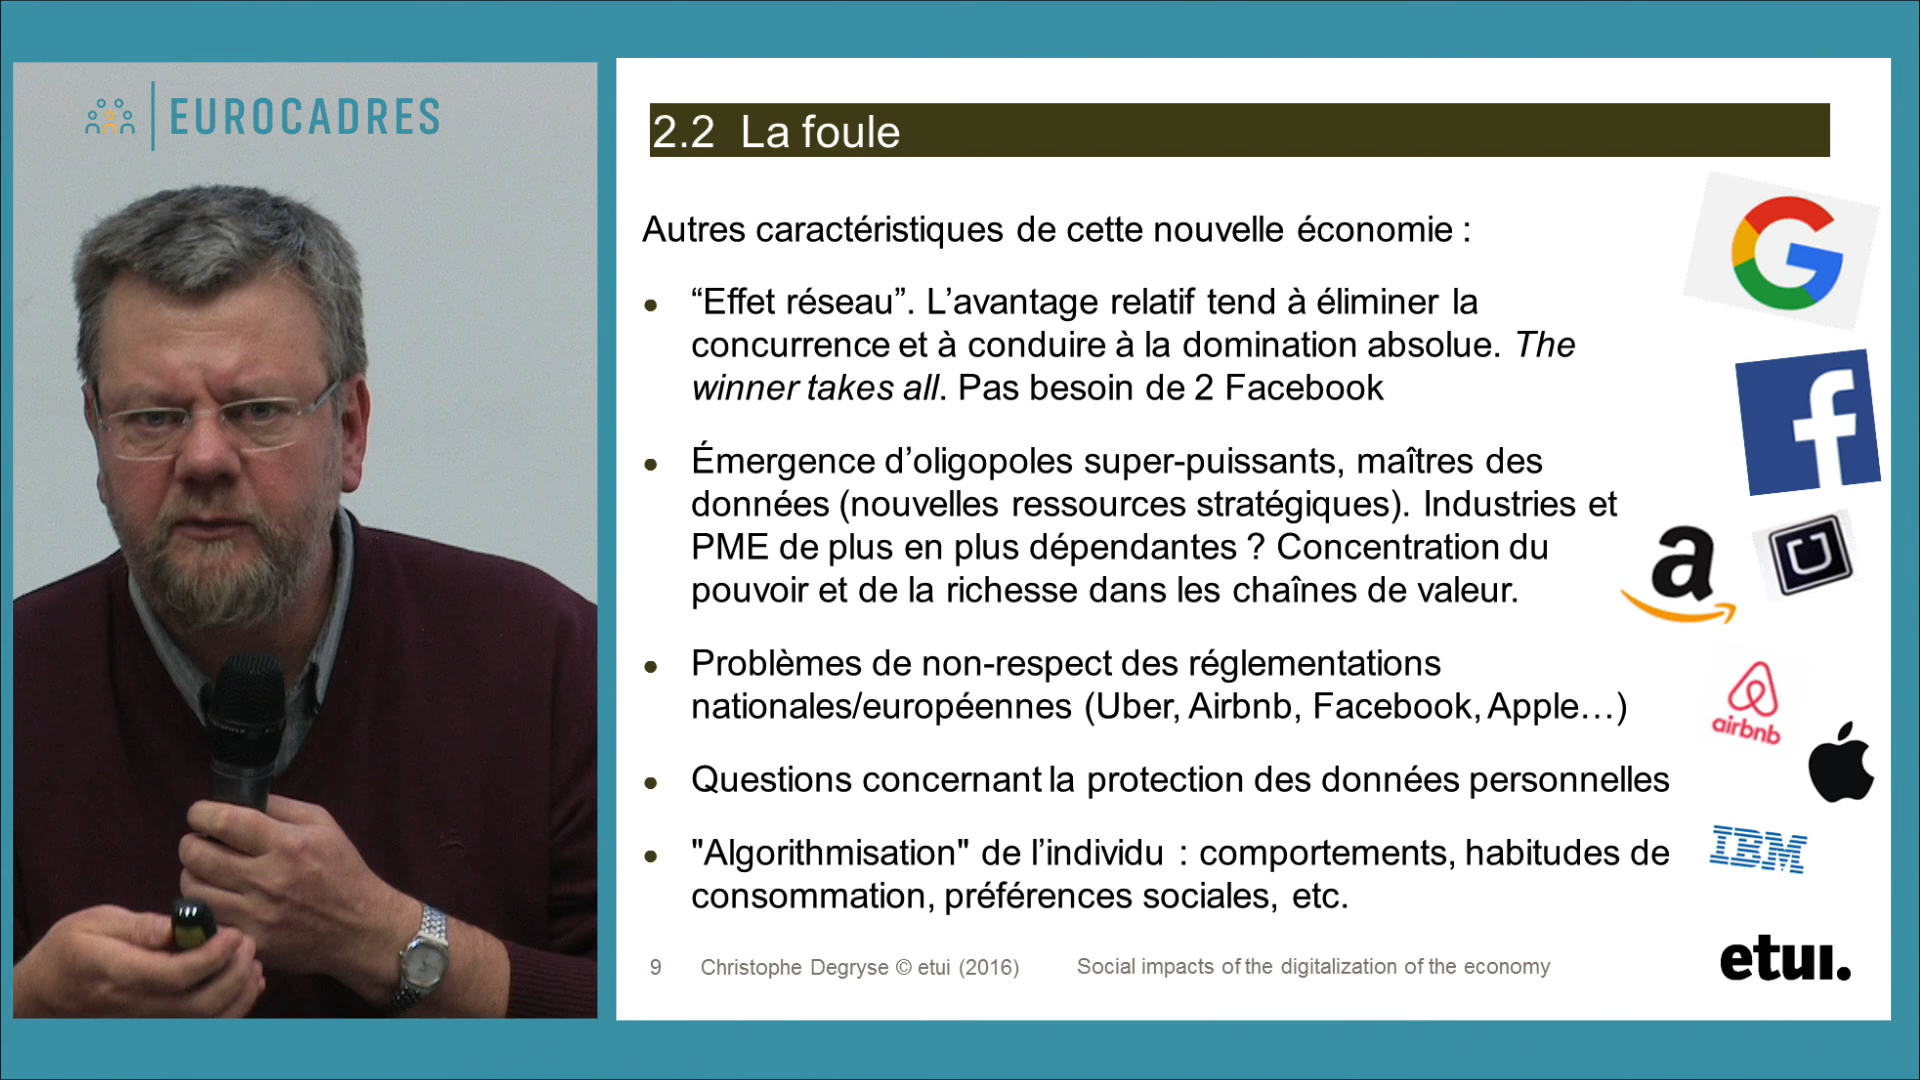 EUROCADRES
2.2 La foule
Autres caractéristiques de cette nouvelle économie :
• “Effet réseau”. L’avantage relatif tend à éliminer la
concurrence et à conduire à la domination absolue. The
winner takes all. Pas besoin de 2 Facebook
• Émergence d’oligopoles super-puissants, maîtres des
données (nouvelles ressources stratégiques). Industries et
PME de plus en plus dépendantes ? Concentration du
pouvoir et de la richesse dans les chaînes de valeur.
• Problèmes de non-respect des réglementations
nationales/européennes (Uber, Airbnb, Facebook, Apple…)
• Questions concernant la protection des données personnelles
• "Algorithmisation" de l’individu : comportements, habitudes de
consommation, préférences sociales, etc.
G
f
a
U
airbnb
IBM
9 Christophe Degryse © etui (2016) Social impacts of the digitalization of the economy
etui.